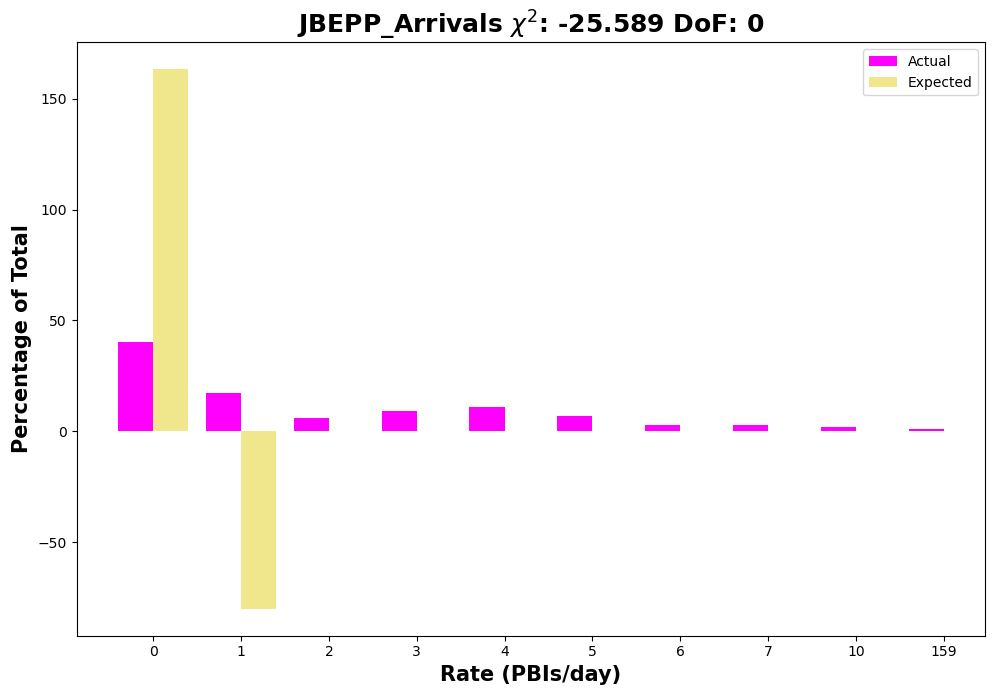 JBEPP_Arrivals χ²: -25.589 DoF: 0
Actual
Expected
Percentage of Total
150
100
50
0
−50
0 1 2 3 4 5 6 7 10 159
Rate (PBIs/day)